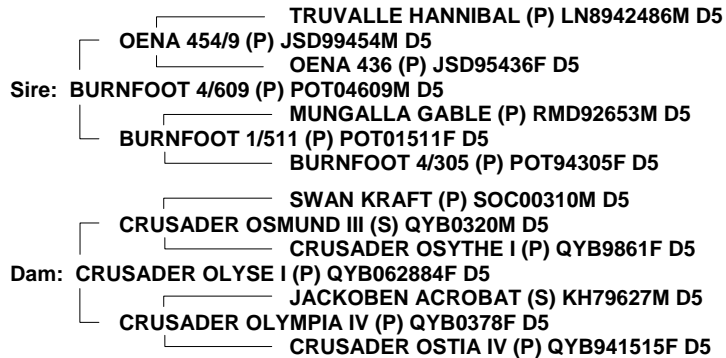 TRUVALLE HANNIBAL (P) LN8942486M D5
OENA 454/9 (P) JSD99454M D5
OENA 436 (P) JSD95436F D5
Sire: BURNFOOT 4/609 (P) POT04609M D5
MUNGALLA GABLE (P) RMD92653M D5
BURNFOOT 1/511 (P) POT01511F D5
BURNFOOT 4/305 (P) POT94305F D5
SWAN KRAFT (P) SOC00310M D5
CRUSADER OSMUND III (S) QYB0320M D5
CRUSADER OSYTHE I (P) QYB9861F D5
Dam: CRUSADER OLYSE I (P) QYB062884F D5
JACKOBEN ACROBAT (S) KH79627M D5
CRUSADER OLYMPIA IV (P) QYB0378F D5
CRUSADER OSTIA IV (P) QYB941515F D5